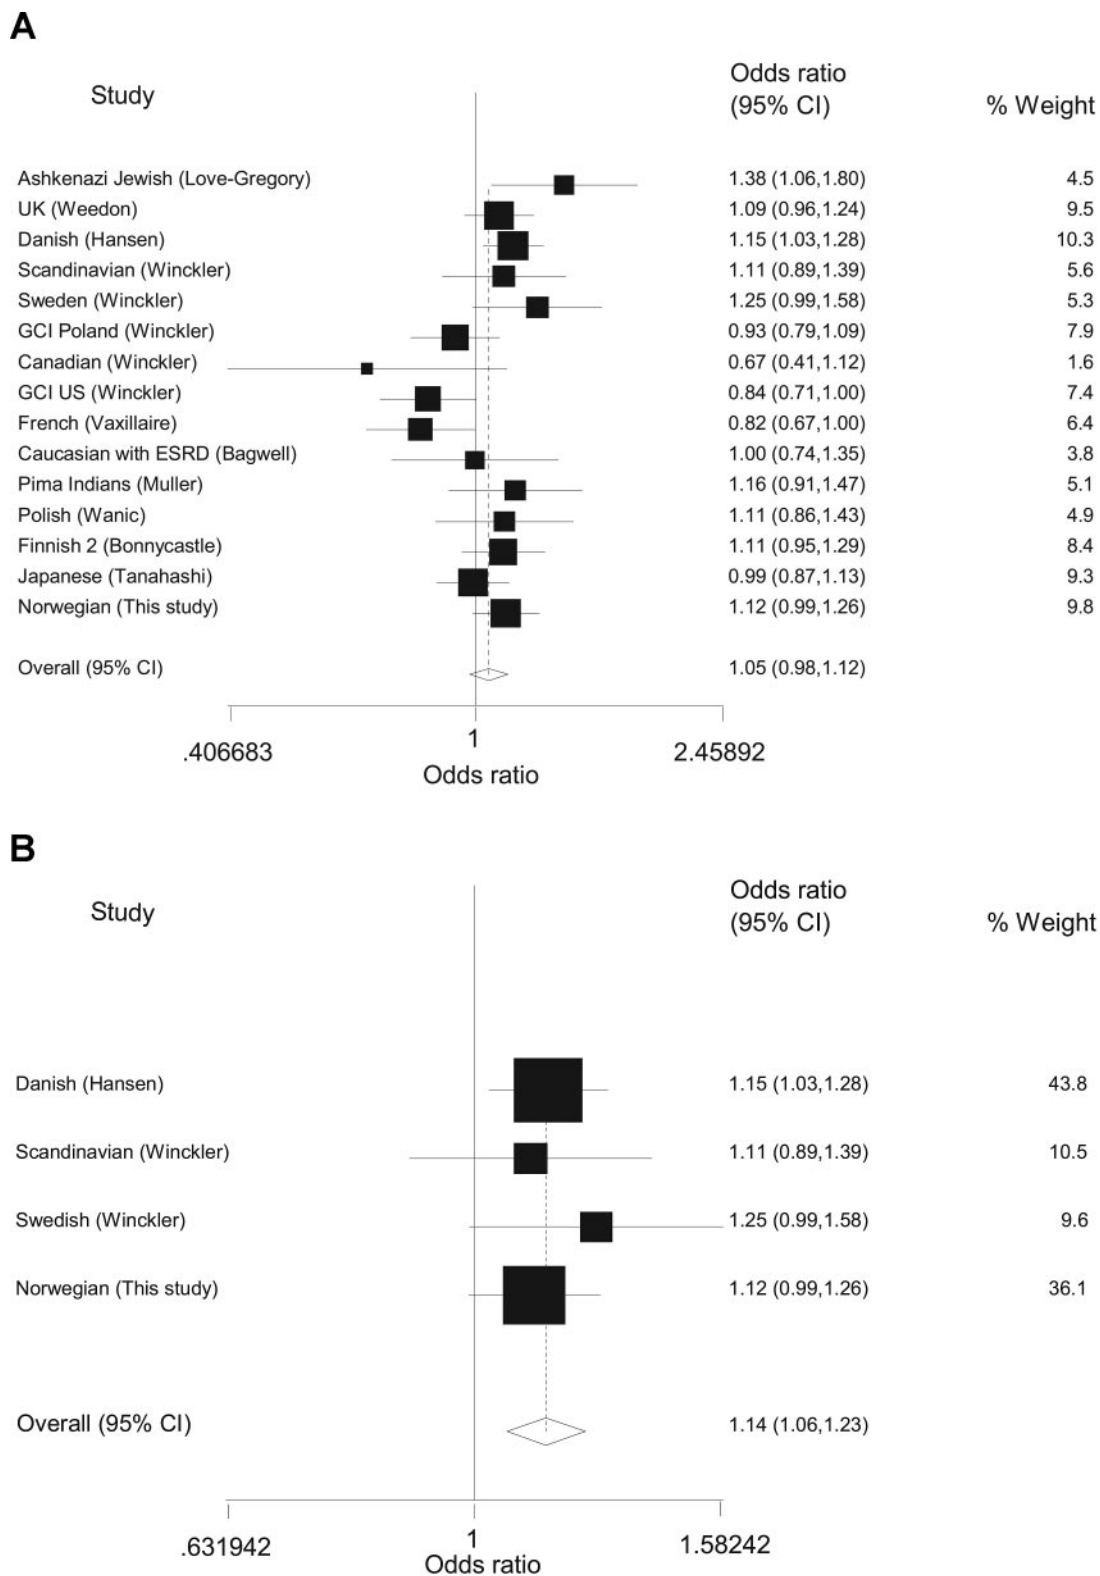 A
Study
Odds ratio
(95% CI)
% Weight
Ashkenazi Jewish (Love-Gregory) 1.38 (1.06,1.80) 4.5
UK (Weedon) 1.09 (0.96,1.24) 9.5
Danish (Hansen) 1.15 (1.03,1.28) 10.3
Scandinavian (Winckler) 1.11 (0.89,1.39) 5.6
Sweden (Winckler) 1.25 (0.99,1.58) 5.3
GCI Poland (Winckler) 0.93 (0.79,1.09) 7.9
Canadian (Winckler) 0.67 (0.41,1.12) 1.6
GCI US (Winckler) 0.84 (0.71,1.00) 7.4
French (Vaxillaire) 0.82 (0.67,1.00) 6.4
Caucasian with ESRD (Bagwell) 1.00 (0.74,1.35) 3.8
Pima Indians (Muller) 1.16 (0.91,1.47) 5.1
Polish (Wanic) 1.11 (0.86,1.43) 4.9
Finnish 2 (Bonnycastle) 1.11 (0.95,1.29) 8.4
Japanese (Tanahashi) 0.99 (0.87,1.13) 9.3
Norwegian (This study) 1.12 (0.99,1.26) 9.8
Overall (95% CI) 1.05 (0.98,1.12)
.406683 1 2.45892
Odds ratio
B
Study
Odds ratio
(95% CI)
% Weight
Danish (Hansen) 1.15 (1.03,1.28) 43.8
Scandinavian (Winckler) 1.11 (0.89,1.39) 10.5
Swedish (Winckler) 1.25 (0.99,1.58) 9.6
Norwegian (This study) 1.12 (0.99,1.26) 36.1
Overall (95% CI) 1.14 (1.06,1.23)
.631942 1 1.58242
Odds ratio